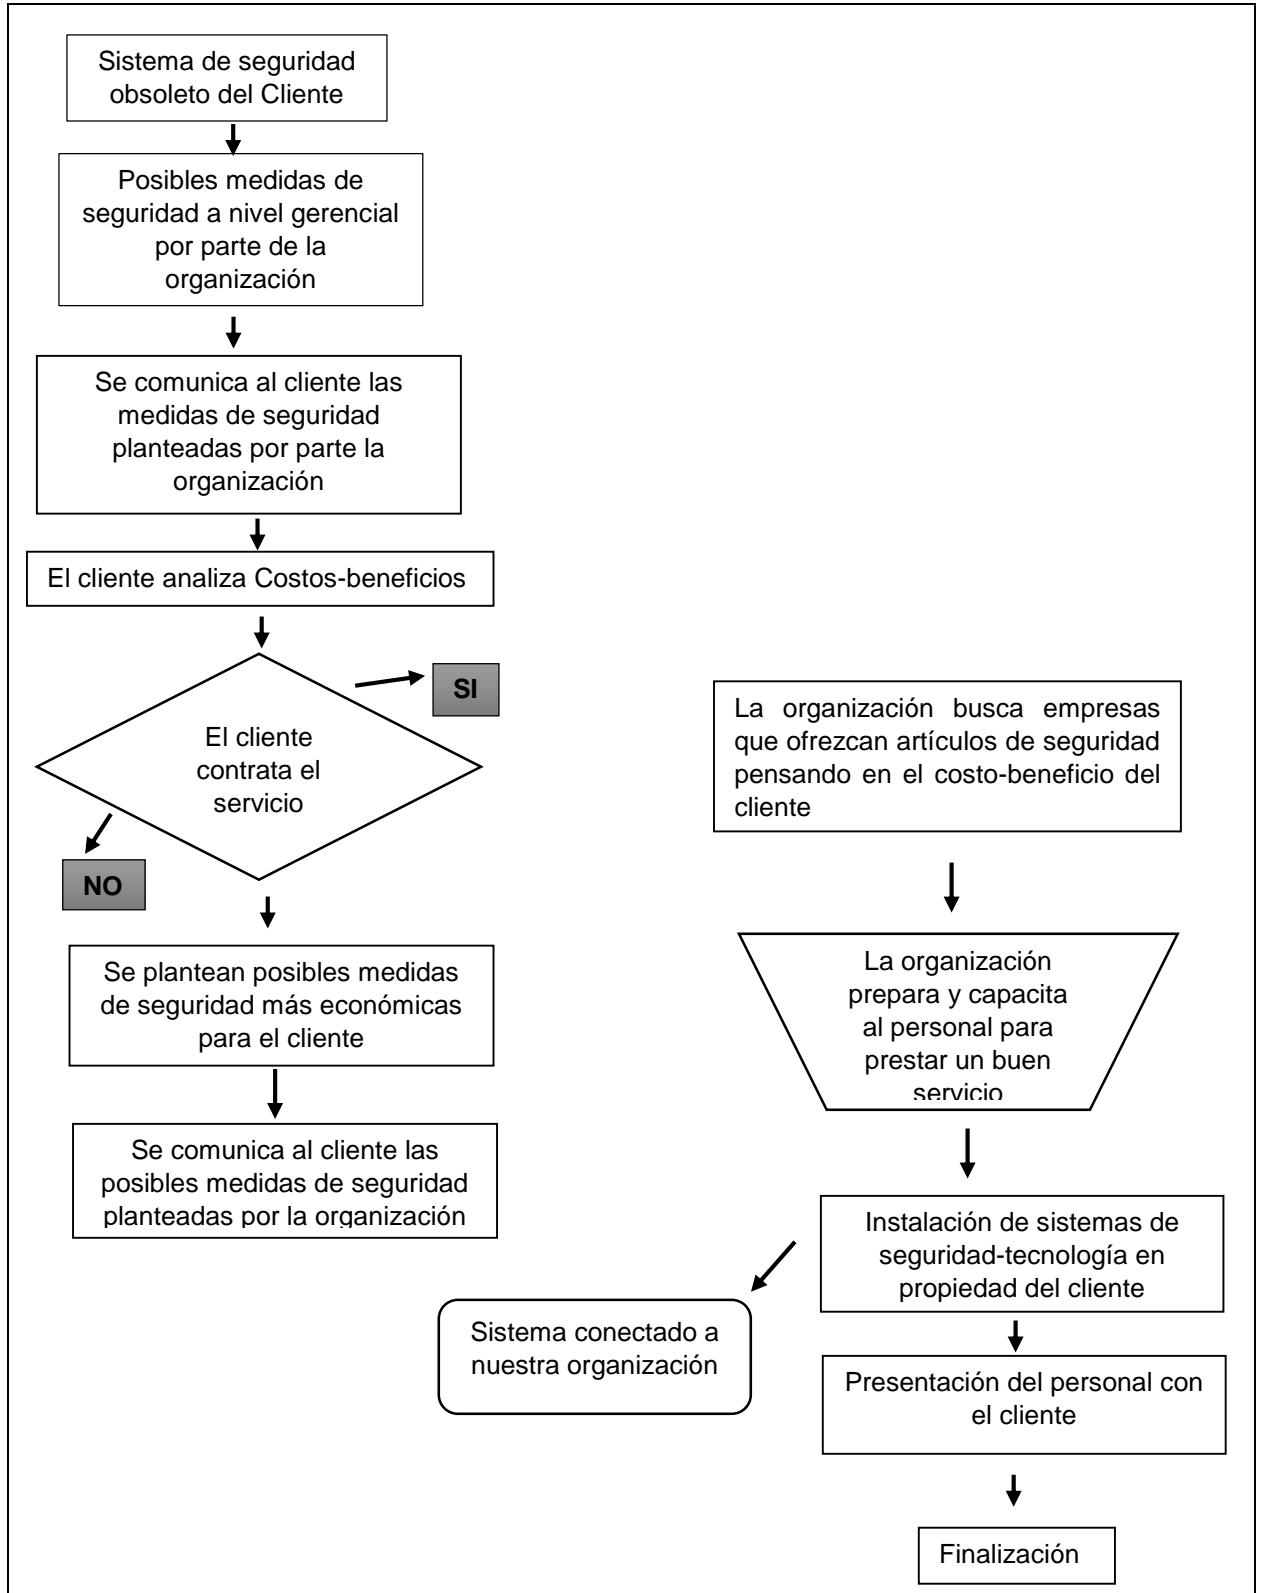 Sistema de seguridad
obsoleto del Cliente
Posibles medidas de
seguridad a nivel gerencial
por parte de la
organización
Se comunica al cliente las
medidas de seguridad
planteadas por parte la
organización
El cliente analiza Costos-beneficios
SI
El cliente
contrata el
servicio
NO
Se plantean posibles medidas
de seguridad más económicas
para el cliente
Se comunica al cliente las
posibles medidas de seguridad
planteadas por la organización
La organización busca empresas
que ofrezcan artículos de seguridad
pensando en el costo-beneficio del
cliente
La organización
prepara y capacita
al personal para
prestar un buen
servicio
Instalación de sistemas de
seguridad-tecnología en
propiedad del cliente
Sistema conectado a
nuestra organización
Presentación del personal con
el cliente
Finalización